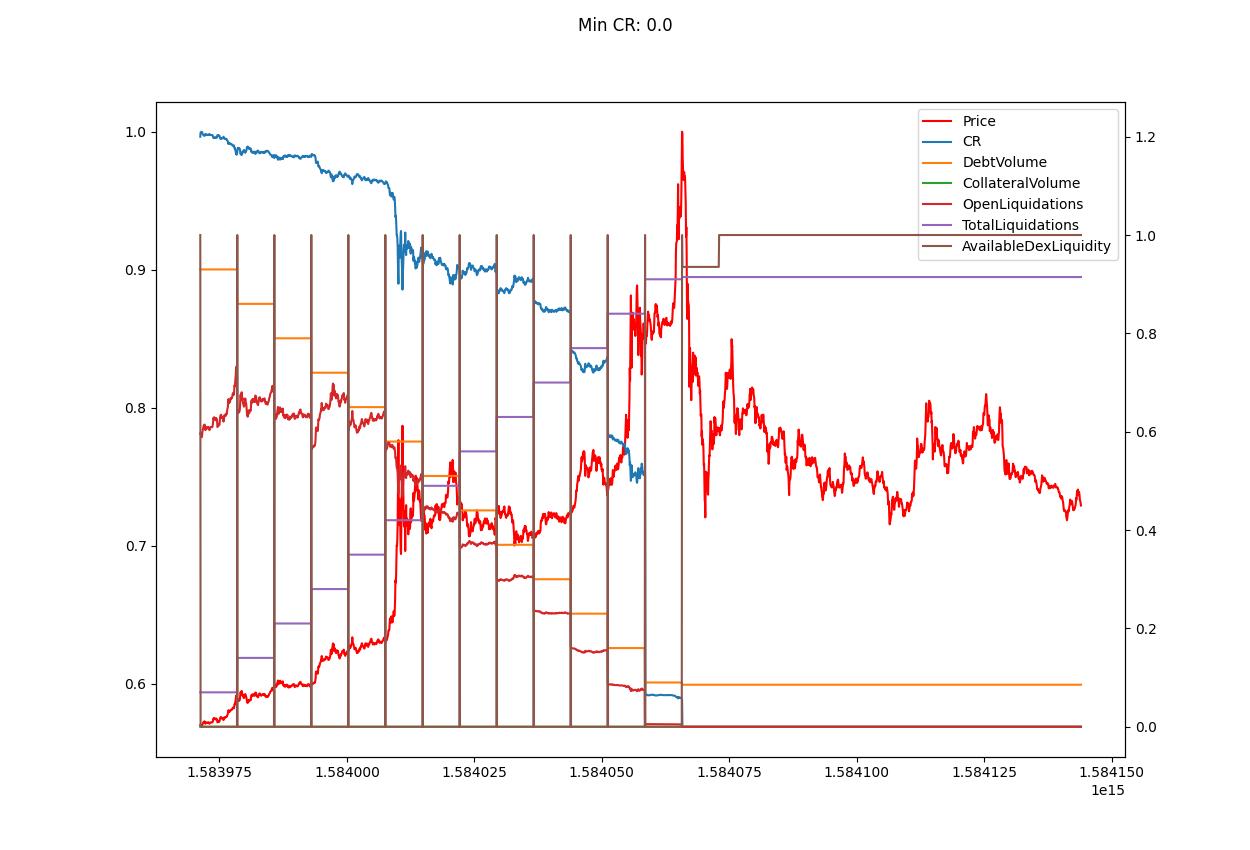 Min CR: 0.0
1.0
0.9
0.8
0.7
0.6
1.2
1.0
0.8
0.6
0.4
0.2
0.0
Price
CR
DebtVolume
CollateralVolume
OpenLiquidations
TotalLiquidations
AvailableDexLiquidity
1.583975
1.584000
1.584025
1.584050
1.584075
1.584100
1.584125
1.584150
1e15